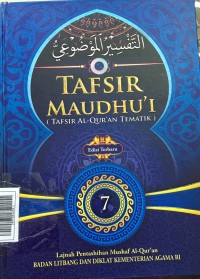 التفسير الموضوعي
TAFSIR
MAUDHU'I
( TAFSIR AL-QUR'AN TEMATIK )
Edisi Terbaru
7
Lajnah Pentashihan Mushaf Al-Qur'an
BADAN LITBANG DAN DIKLAT KEMENTERIAN AGAMA RI